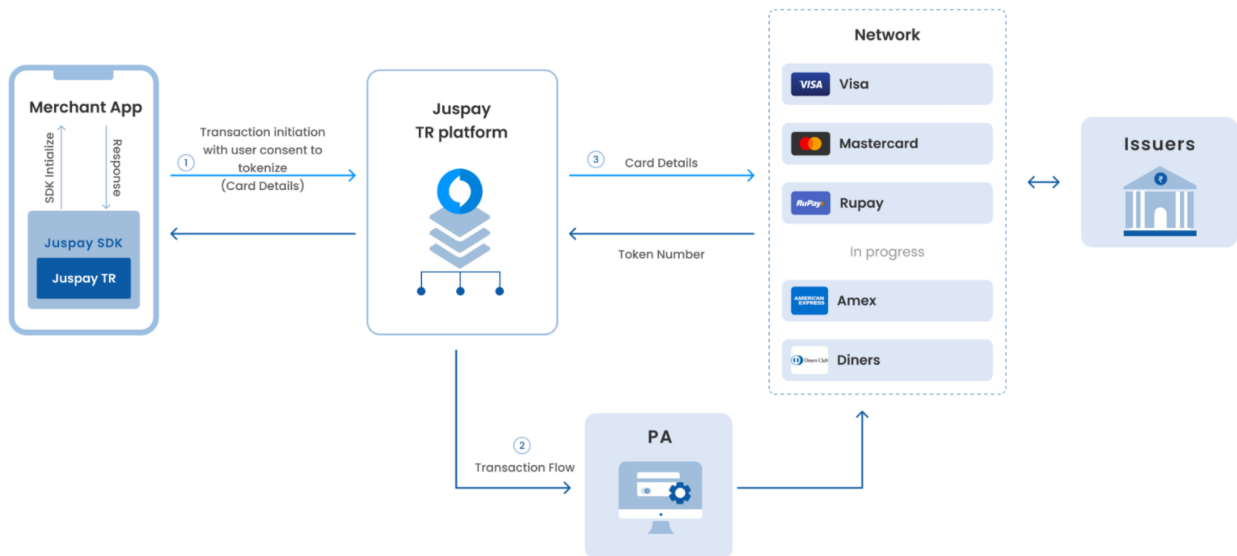 Merchant App
SDK Intialize
Response
Juspay SDK
Juspay TR
1
Transaction initiation
with user consent to
tokenize
(Card Details)
Juspay
TR platform
3
Card Details
Token Number
2
Transaction Flow
PA
Network
VISA
Visa
Mastercard
RuPay
Rupay
In progress
AMERICAN
EXPRESS
Amex
Diners Club
Diners
Issuers
₹